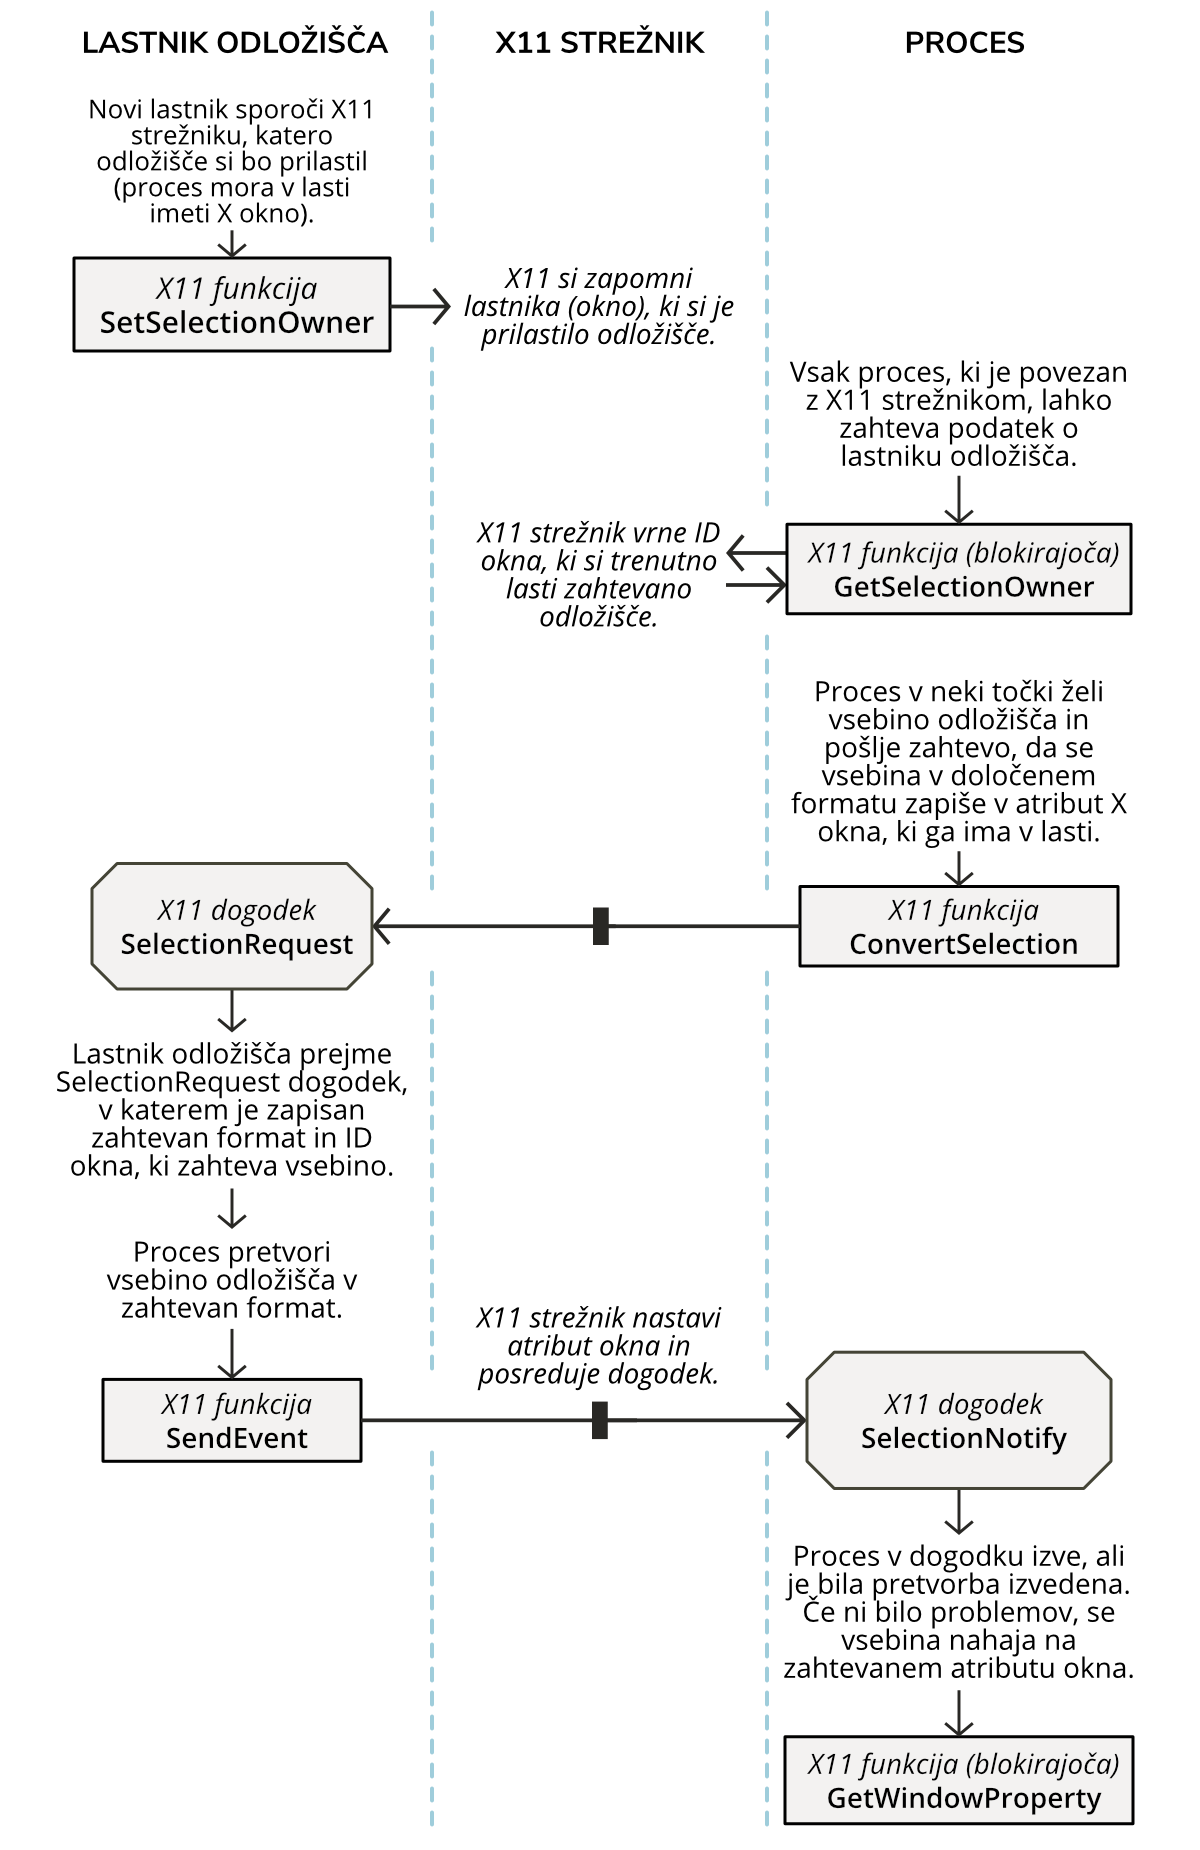 LASTNIK ODLOŽIŠČA
X11 STREŽNIK
PROCES
Novi lastnik sporoči X11
strežniku, katero
odložišče si bo prilastil
(proces mora v lasti
imeti X okno).
X11 funkcija
SetSelectionOwner
X11 si zapomni
lastnika (okno), ki si je
prilastilo odložišče.
Vsak proces, ki je povezan
z X11 strežnikom, lahko
zahteva podatek o
lastniku odložišča.
X11 funkcija (blokirajoča)
GetSelectionOwner
X11 strežnik vrne ID
okna, ki si trenutno
lasti zahtevano
odložišče.
Proces v neki točki želi
vsebino odložišča in
pošlje zahtevo, da se
vsebina v določenem
formatu zapiše v atribut X
okna, ki ga ima v lasti.
X11 funkcija
ConvertSelection
X11 dogodek
SelectionRequest
Lastnik odložišča prejme
SelectionRequest dogodek,
v katerem je zapisan
zahtevan format in ID
okna, ki zahteva vsebino.
Proces pretvori
vsebino odložišča v
zahtevan format.
X11 funkcija
SendEvent
X11 strežnik nastavi
atribut okna in
posreduje dogodek.
X11 dogodek
SelectionNotify
Proces v dogodku izve, ali
je bila pretvorba izvedena.
Če ni bilo problemov, se
vsebina nahaja na
zahtevanem atributu okna.
X11 funkcija (blokirajoča)
GetWindowProperty